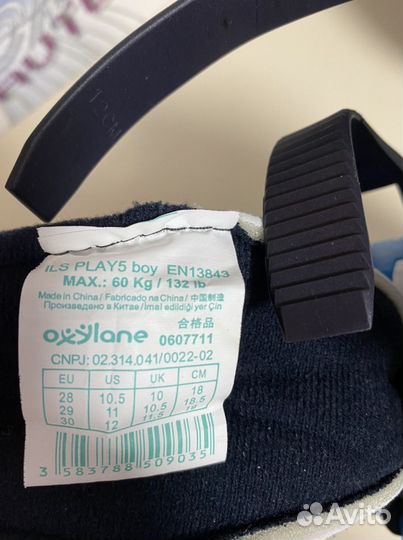 12CM
ILS PLAY5 boy EN13843
MAX.: 60 Kg / 132 lb
Made in China / Fabricado na China / 中国制造
Произведено в Китае / İmal edildiği yer Çin
合格品
oxylane 0607711
CNPJ: 02.314.041/0022-02
EU US UK CM
28 10.5 10 18
29 11 10.5 18.5
30 12 11.5 19
3 583788 509035
Avito